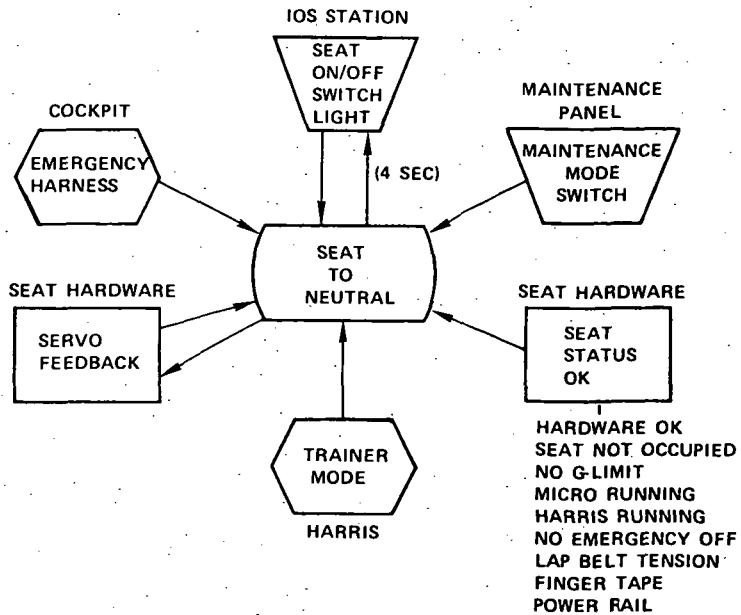 IOS STATION
SEAT
ON/OFF
SWITCH
LIGHT
COCKPIT
EMERGENCY
HARNESS
MAINTENANCE
PANEL
MAINTENANCE
MODE
SWITCH
(4 SEC)
SEAT
TO
NEUTRAL
SEAT HARDWARE
SERVO
FEEDBACK
SEAT HARDWARE
SEAT
STATUS
OK
TRAINER
MODE
HARRIS
HARDWARE OK
SEAT NOT OCCUPIED
NO G-LIMIT
MICRO RUNNING
HARRIS RUNNING
NO EMERGENCY OFF
LAP BELT TENSION
FINGER TAPE
POWER RAIL